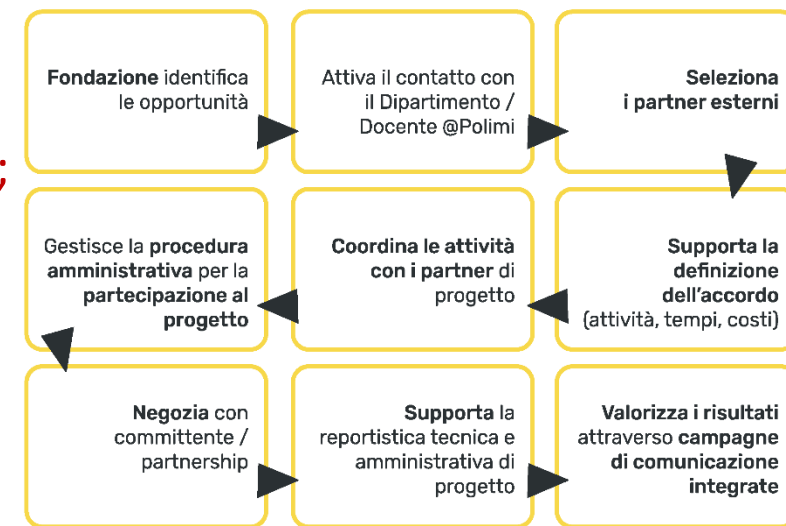 Fondazione identifica
le opportunità
Attiva il contatto con
il Dipartimento /
Docente @Polimi
Seleziona
i partner esterni
;
Gestisce la procedura
amministrativa per la
partecipazione al
progetto
Coordina le attività
con i partner di
progetto
Supporta la
definizione
dell'accordo
(attività, tempi, costi)
Negozia con
committente /
partnership
Supporta la
reportistica tecnica e
amministrativa di
progetto
Valorizza i risultati
attraverso campagne
di comunicazione
integrate